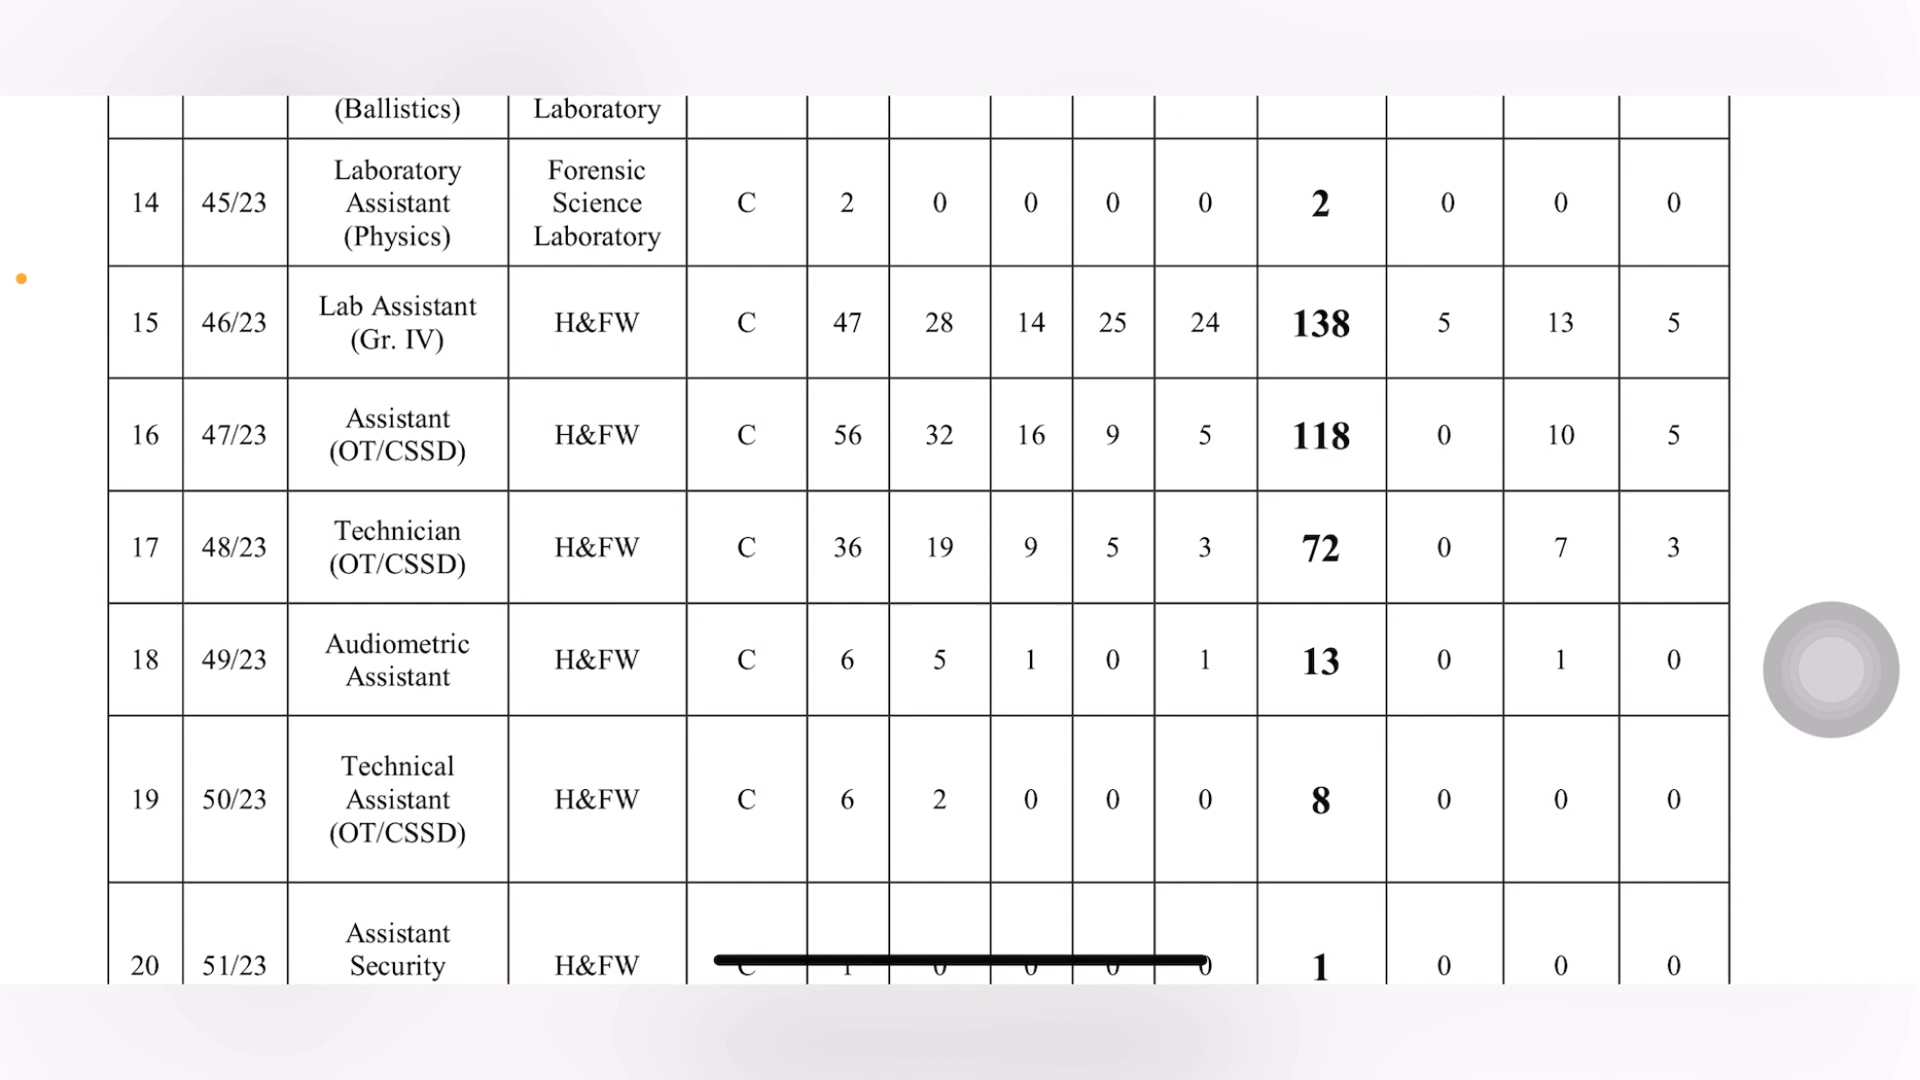 (Ballistics) Laboratory
14 45/23 Laboratory Assistant (Physics) Forensic Science Laboratory C 2 0 0 0 0 2 0 0 0
15 46/23 Lab Assistant (Gr. IV) H&FW C 47 28 14 25 24 138 5 13 5
16 47/23 Assistant (OT/CSSD) H&FW C 56 32 16 9 5 118 0 10 5
17 48/23 Technician (OT/CSSD) H&FW C 36 19 9 5 3 72 0 7 3
18 49/23 Audiometric Assistant H&FW C 6 5 1 0 1 13 0 1 0
19 50/23 Technical Assistant (OT/CSSD) H&FW C 6 2 0 0 0 8 0 0 0
20 51/23 Assistant Security H&FW C 1 0 0 0 0 1 0 0 0